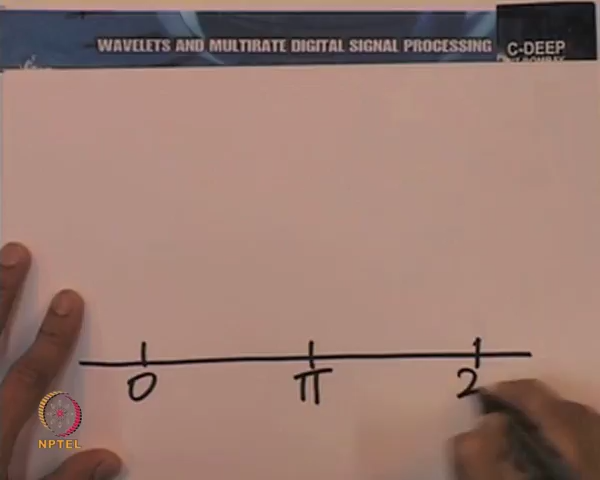 WAVELETS AND MULTIRATE DIGITAL SIGNAL PROCESSING
C-DEEP
0 π 2
NPTEL